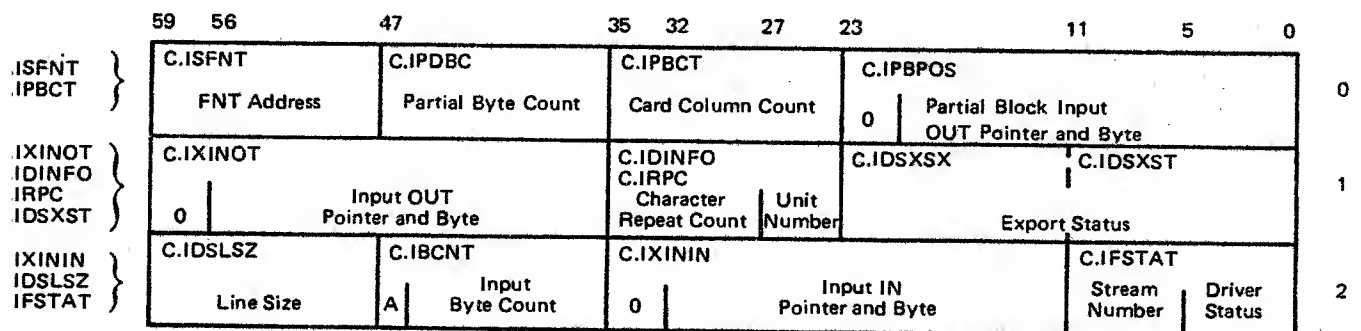 59 56 47 35 32 27 23 11 5 0
.ISFNT
.IPBCT
C.ISFNT C.IPDBC C.IPBCT C.IPBPOS
FNT Address Partial Byte Count Card Column Count 0 Partial Block Input
OUT Pointer and Byte
0
.IXINOT
.IDINFO
.IRPC
.IDSXST
C.IXINOT C.IDINFO C.IDSXSX C.IDSXST
C.IRPC
0 Input OUT
Pointer and Byte
Character
Repeat Count
Unit
Number
Export Status
1
IXININ
IDSLSZ
IFSTAT
C.IDSLSZ C.IBCNT C.IXININ C.IFSTAT
Line Size A Input
Byte Count
0 Input IN
Pointer and Byte
Stream
Number
Driver
Status
2